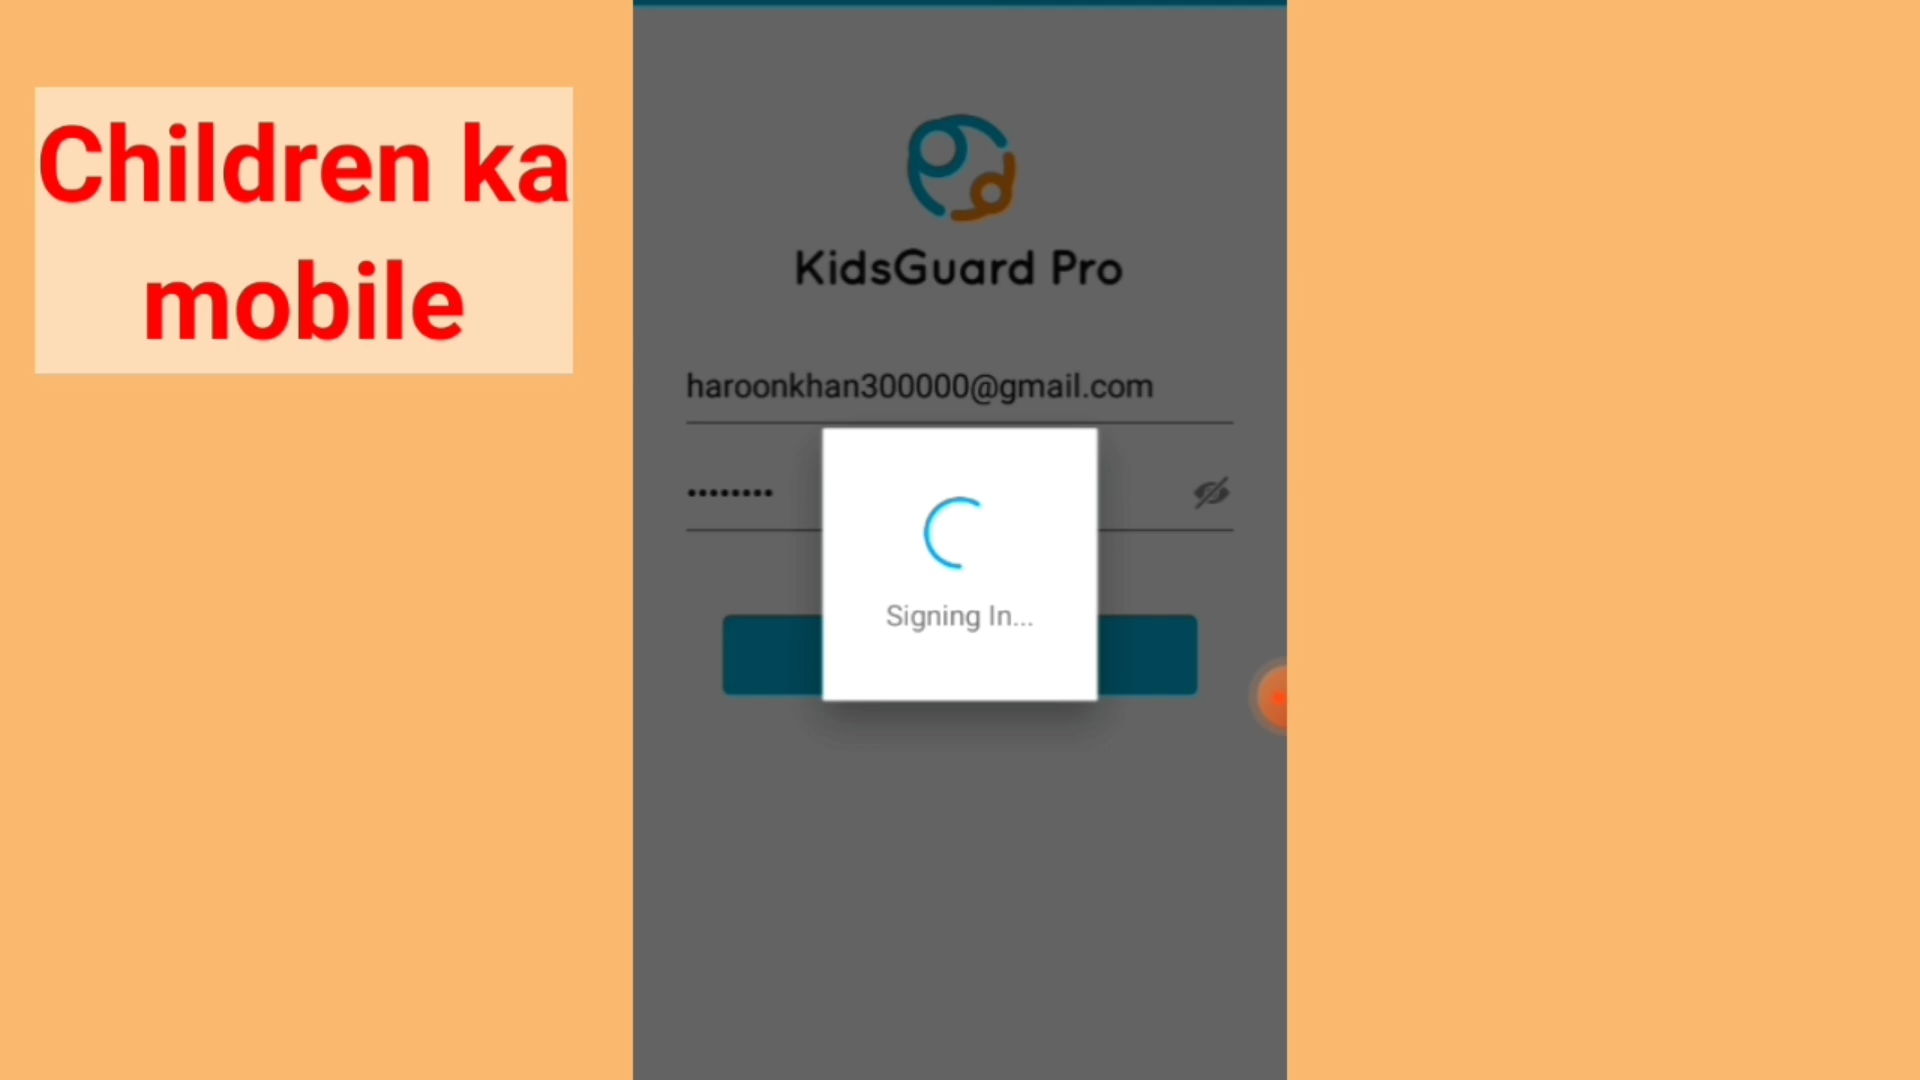 Children ka
mobile
KidsGuard Pro
haroonkhan300000@gmail.com
••••••••
Signing In...